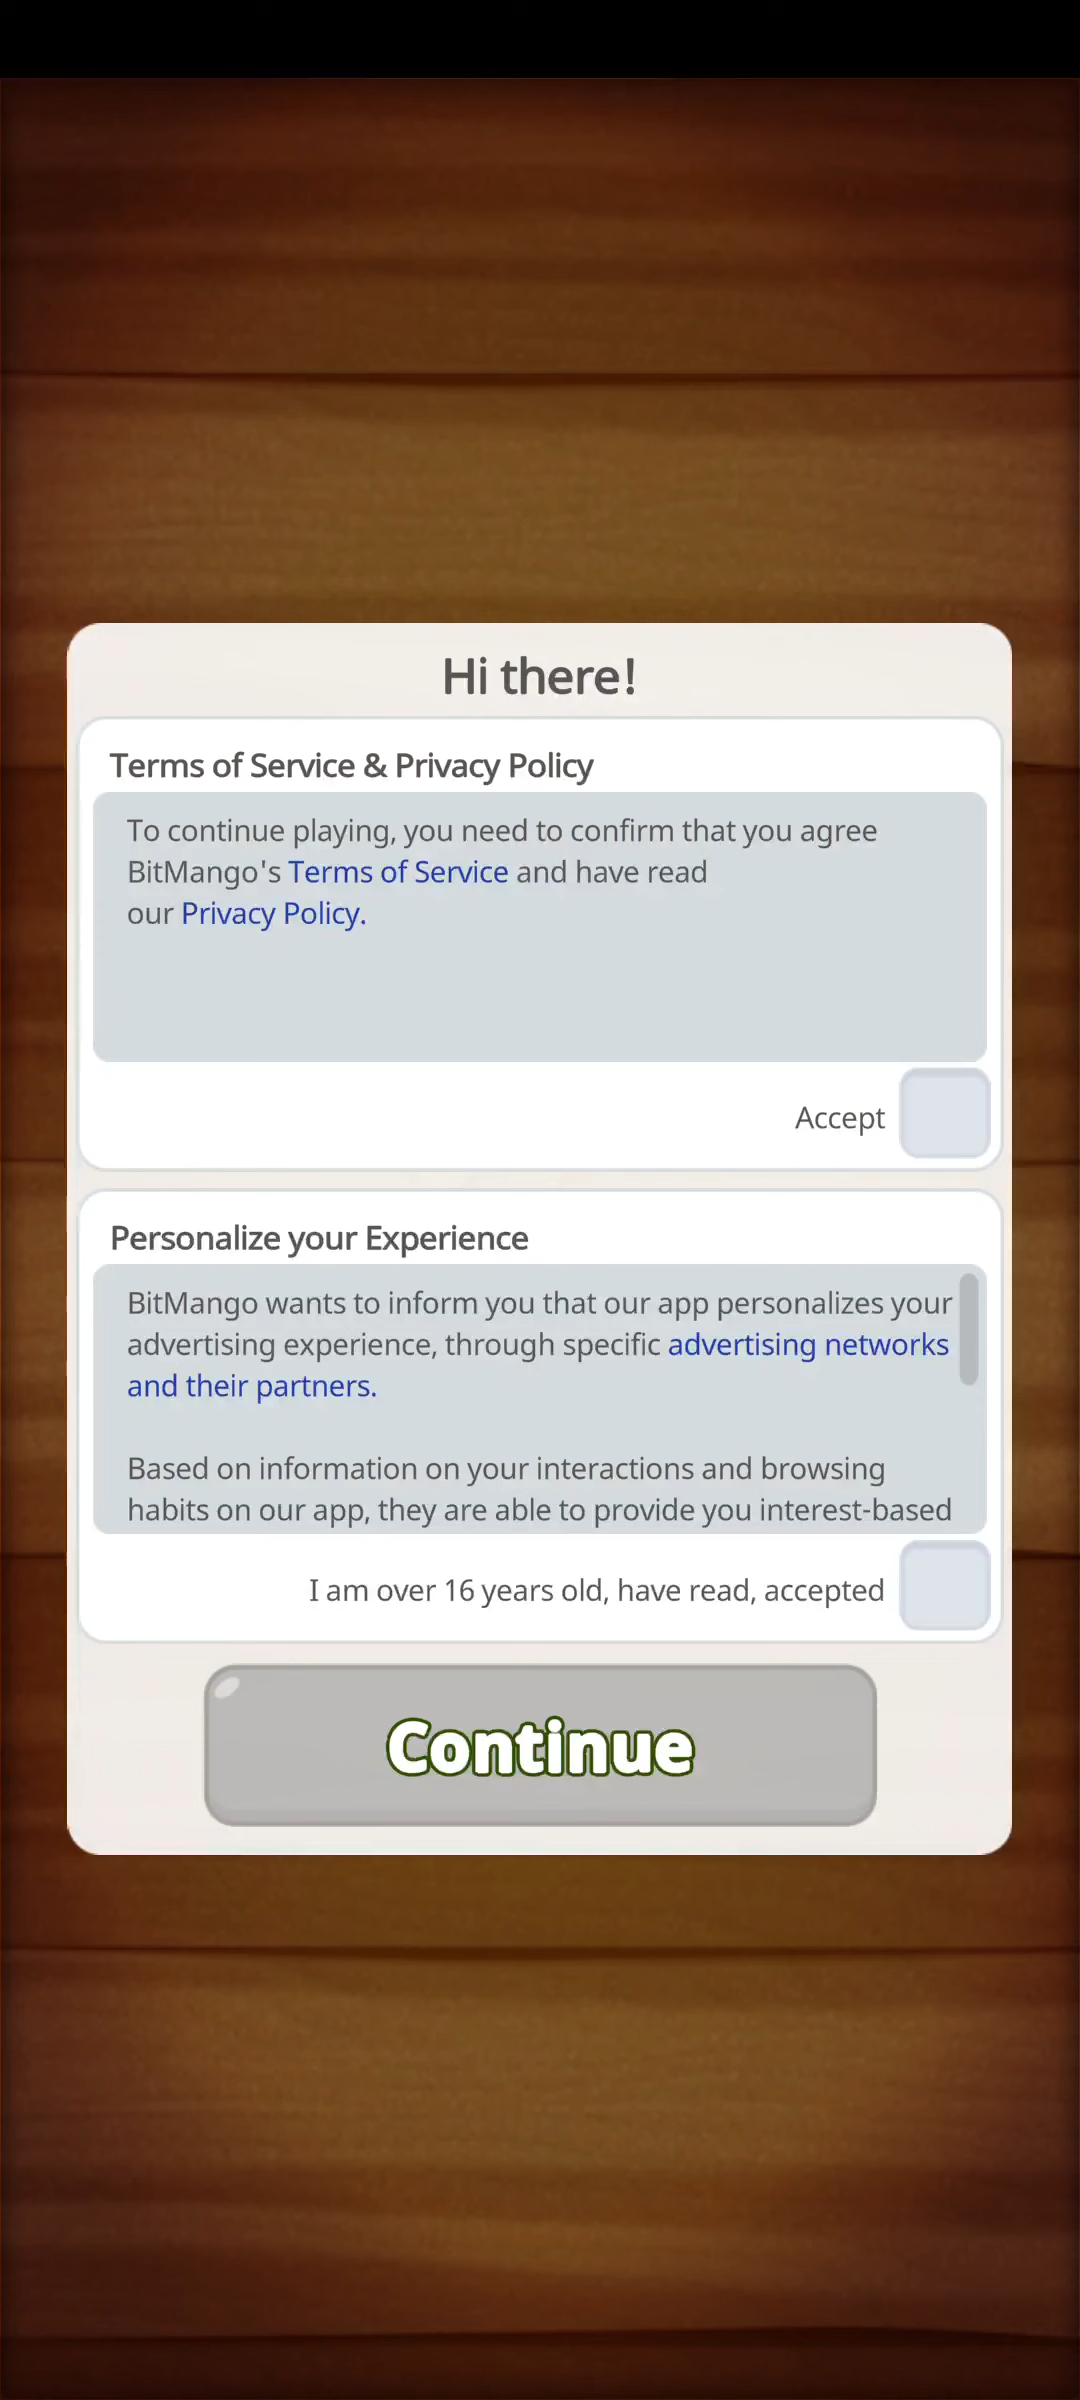 Hi there!
Terms of Service & Privacy Policy
To continue playing, you need to confirm that you agree
BitMango's Terms of Service and have read
our Privacy Policy.
Accept
Personalize your Experience
BitMango wants to inform you that our app personalizes your
advertising experience, through specific advertising networks
and their partners.
Based on information on your interactions and browsing
habits on our app, they are able to provide you interest-based
I am over 16 years old, have read, accepted
Continue